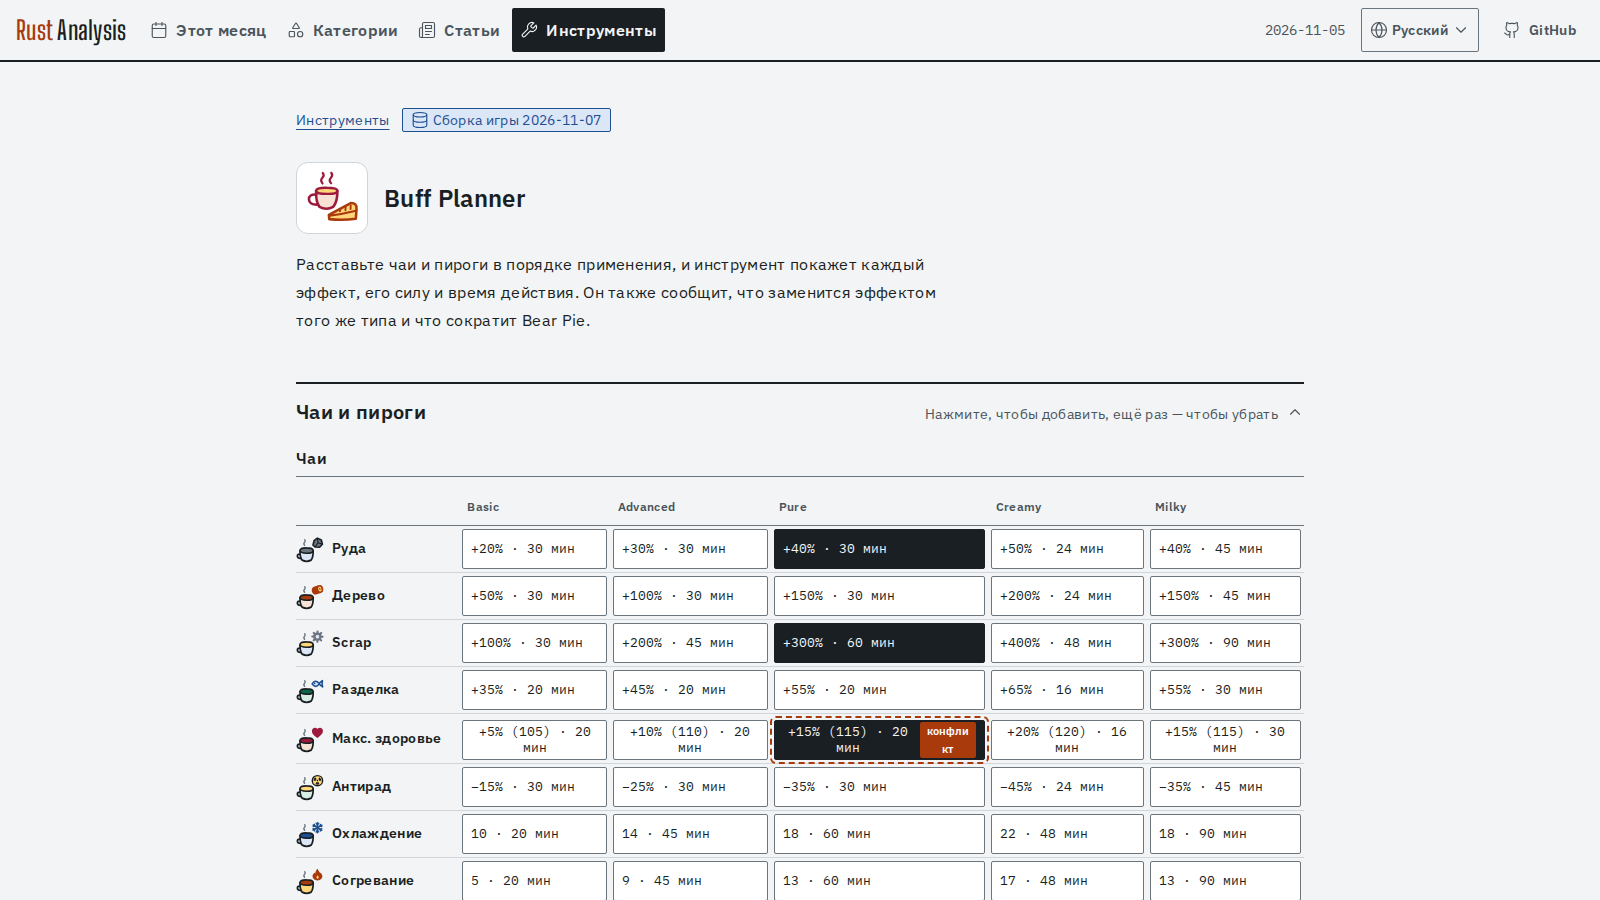 Rust Analysis
Этот месяц
Категории
Статьи
Инструменты
2026-11-05
Русский
GitHub
Инструменты
Сборка игры 2026-11-07
Buff Planner
Расставьте чаи и пироги в порядке применения, и инструмент покажет каждый
эффект, его силу и время действия. Он также сообщит, что заменится эффектом
того же типа и что сократит Bear Pie.
Чаи и пироги
Нажмите, чтобы добавить, ещё раз — чтобы убрать
Чаи
Basic Advanced Pure Creamy Milky
Руда +20% · 30 мин +30% · 30 мин +40% · 30 мин +50% · 24 мин +40% · 45 мин
Дерево +50% · 30 мин +100% · 30 мин +150% · 30 мин +200% · 24 мин +150% · 45 мин
Scrap +100% · 30 мин +200% · 45 мин +300% · 60 мин +400% · 48 мин +300% · 90 мин
Разделка +35% · 20 мин +45% · 20 мин +55% · 20 мин +65% · 16 мин +55% · 30 мин
Макс. здоровье +5% (105) · 20 мин +10% (110) · 20 мин +15% (115) · 20 мин конфликт +20% (120) · 16 мин +15% (115) · 30 мин
Антирад −15% · 30 мин −25% · 30 мин −35% · 30 мин −45% · 24 мин −35% · 45 мин
Охлаждение 10 · 20 мин 14 · 45 мин 18 · 60 мин 22 · 48 мин 18 · 90 мин
Согревание 5 · 20 мин 9 · 45 мин 13 · 60 мин 17 · 48 мин 13 · 90 мин